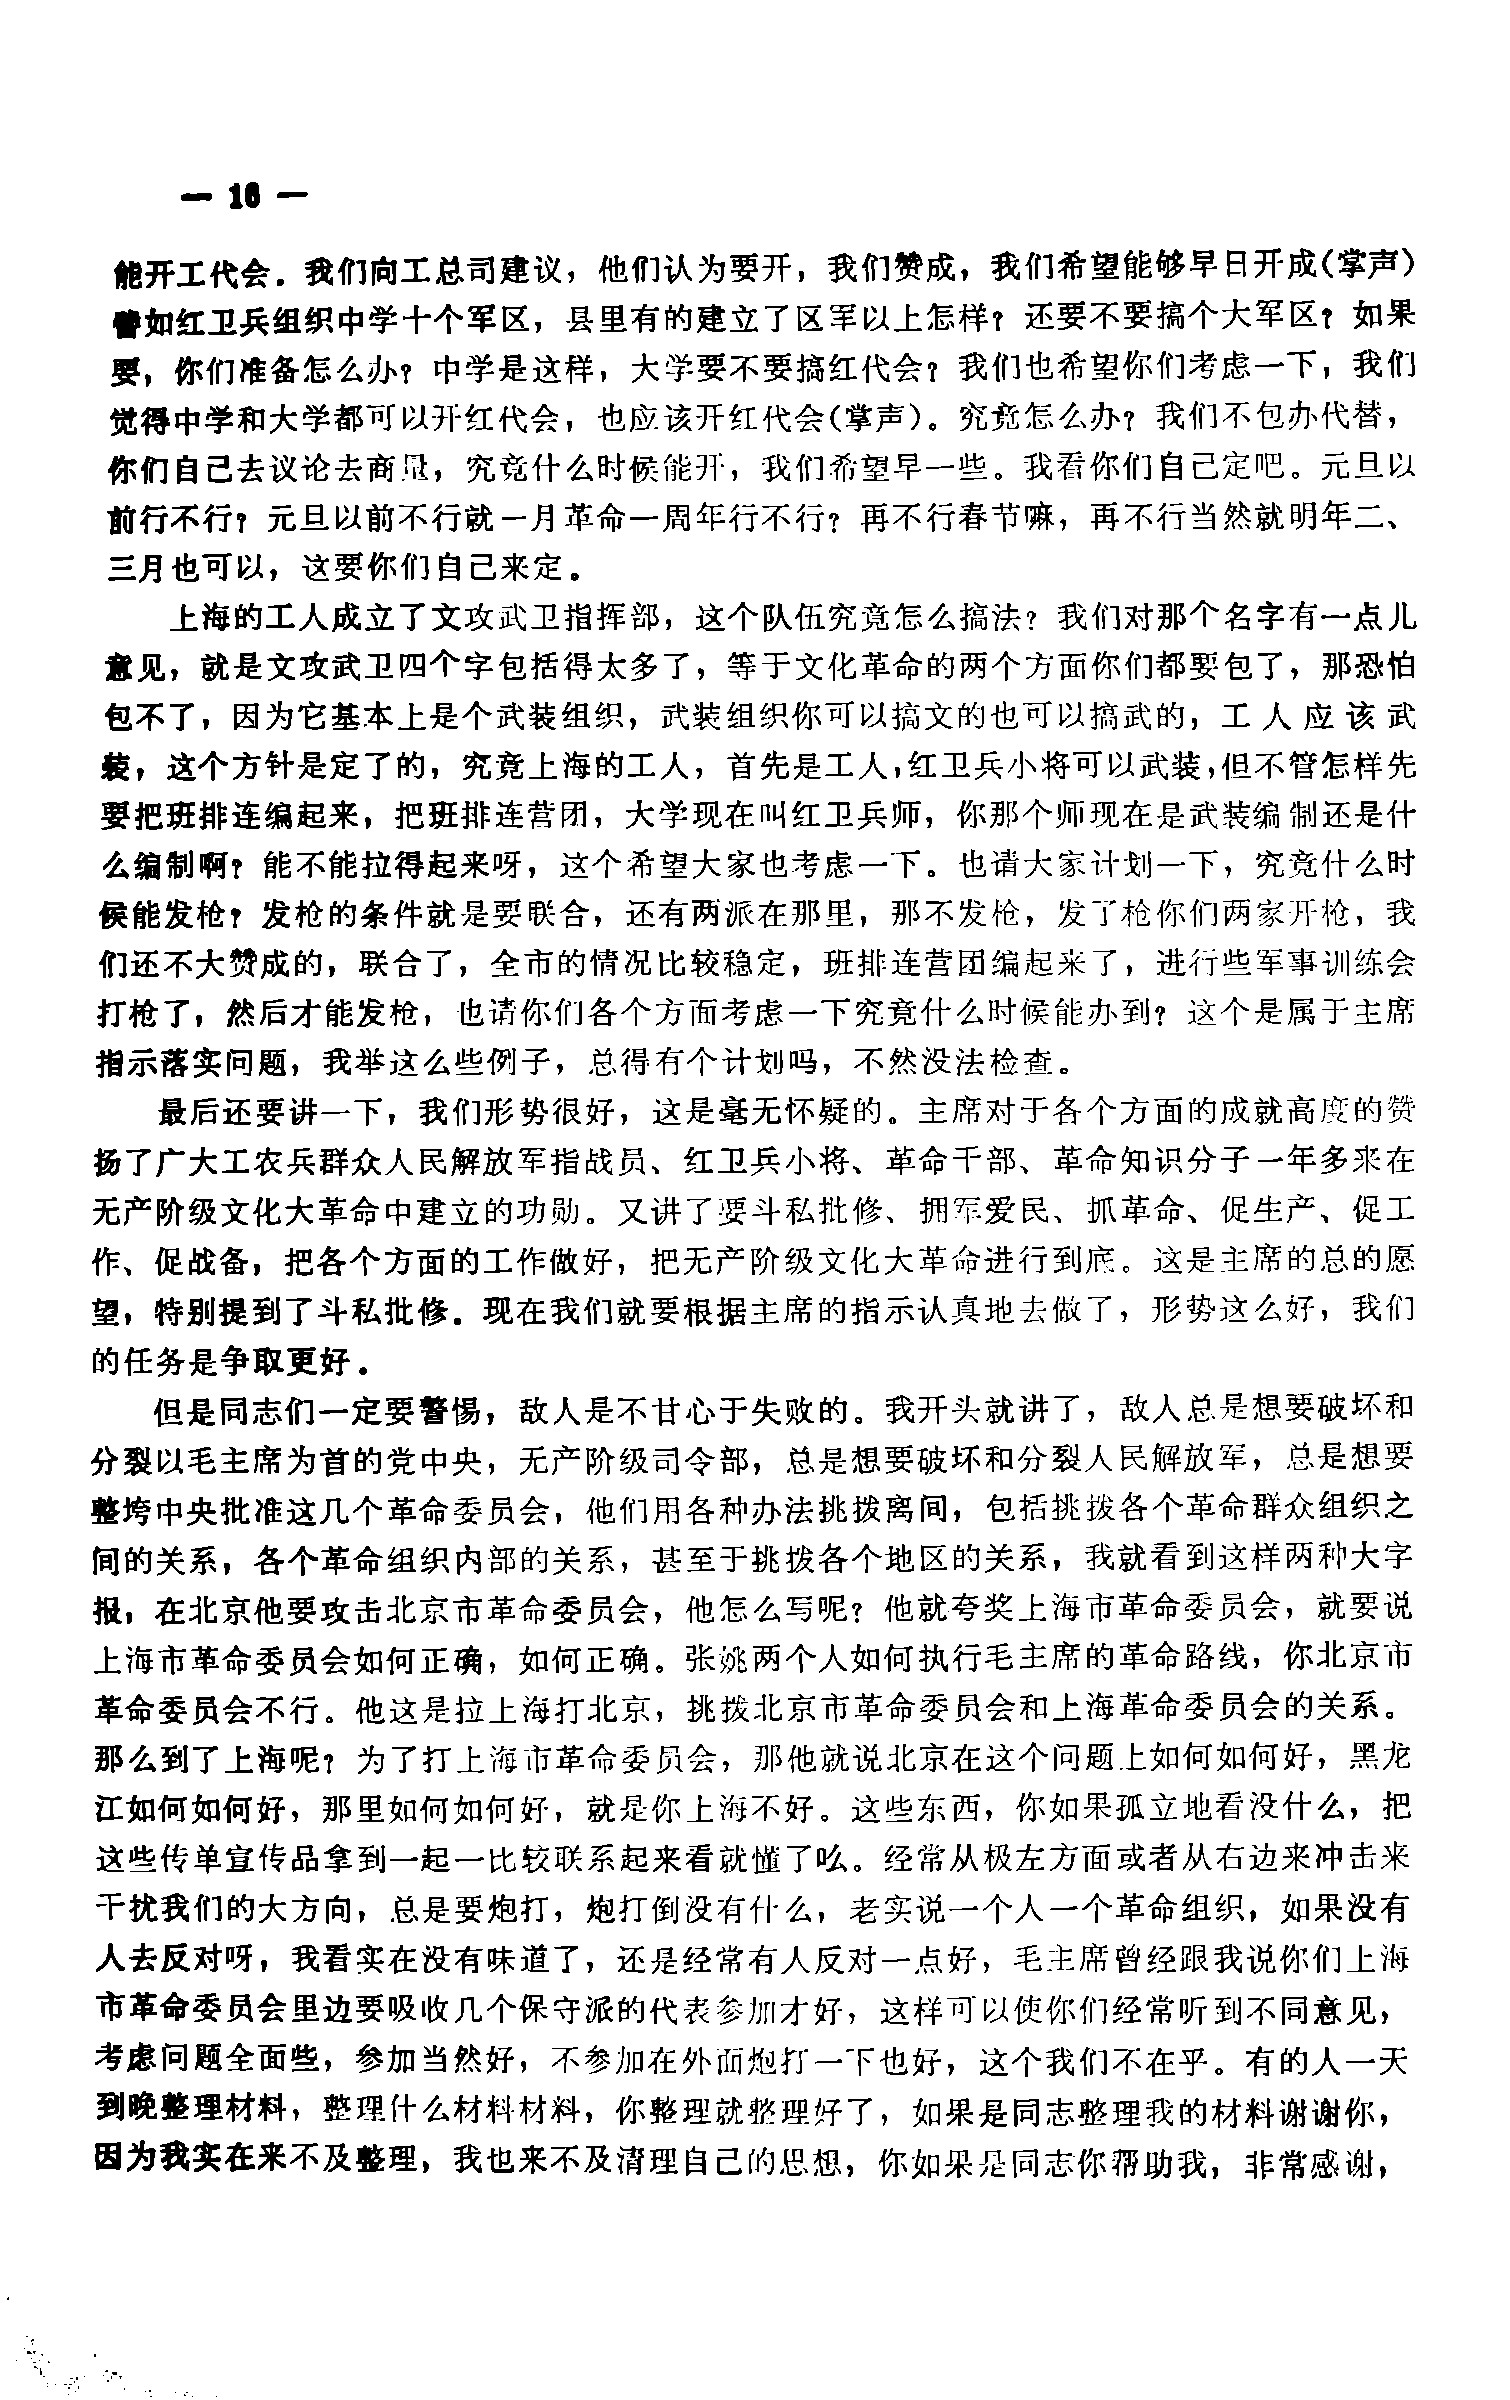 — 16 —
能开工代会。我们向工总司建议，他们认为要开，我们赞成，我们希望能够早日开成(掌声)
譬如红卫兵组织中学十个军区，县里有的建立了区军以上怎样？还要不要搞个大军区？如果
要，你们准备怎么办？中学是这样，大学要不要搞红代会？我们也希望你们考虑一下，我们
觉得中学和大学都可以开红代会，也应该开红代会(掌声)。究竟怎么办？我们不包办代替，
你们自己去议论去商量，究竟什么时候能开，我们希望早一些。我看你们自己定吧。元旦以
前行不行？元旦以前不行就一月革命一周年行不行？再不行春节嘛，再不行当然就明年二、
三月也可以，这要你们自己来定。
上海的工人成立了文攻武卫指挥部，这个队伍究竟怎么搞法？我们对那个名字有一点儿
意见，就是文攻武卫四个字包括得太多了，等于文化革命的两个方面你们都要包了，那恐怕
包不了，因为它基本上是个武装组织，武装组织你可以搞文的也可以搞武的，工人应该武
装，这个方针是定了的，究竟上海的工人，首先是工人，红卫兵小将可以武装，但不管怎样先
要把班排连编起来，把班排连营团，大学现在叫红卫兵师，你那个师现在是武装编制还是什
么编制啊？能不能拉得起来呀，这个希望大家也考虑一下。也请大家计划一下，究竟什么时
候能发枪？发枪的条件就是要联合，还有两派在那里，那不发枪，发了枪你们两家开枪，我
们还不大赞成的，联合了，全市的情况比较稳定，班排连营团编起来了，进行些军事训练会
打枪了，然后才能发枪，也请你们各个方面考虑一下究竟什么时候能办到？这个是属于主席
指示落实问题，我举这么些例子，总得有个计划吗，不然没法检查。
最后还要讲一下，我们形势很好，这是毫无怀疑的。主席对于各个方面的成就高度的赞
扬了广大工农兵群众人民解放军指战员、红卫兵小将、革命干部、革命知识分子一年多来在
无产阶级文化大革命中建立的功勋。又讲了要斗私批修、拥军爱民、抓革命、促生产、促工
作、促战备，把各个方面的工作做好，把无产阶级文化大革命进行到底。这是主席的总的愿
望，特别提到了斗私批修。现在我们就要根据主席的指示认真地去做了，形势这么好，我们
的任务是争取更好。
但是同志们一定要警惕，敌人是不甘心于失败的。我开头就讲了，敌人总是想要破坏和
分裂以毛主席为首的党中央，无产阶级司令部，总是想要破坏和分裂人民解放军，总是想要
整垮中央批准这几个革命委员会，他们用各种办法挑拨离间，包括挑拨各个革命群众组织之
间的关系，各个革命组织内部的关系，甚至于挑拨各个地区的关系，我就看到这样两种大字
报，在北京他要攻击北京市革命委员会，他怎么写呢？他就夸奖上海市革命委员会，就要说
上海市革命委员会如何正确，如何正确。张姚两个人如何执行毛主席的革命路线，你北京市
革命委员会不行。他这是拉上海打北京，挑拨北京市革命委员会和上海革命委员会的关系。
那么到了上海呢？为了打上海市革命委员会，那他就说北京在这个问题上如何如何好，黑龙
江如何如何好，那里如何如何好，就是你上海不好。这些东西，你如果孤立地看没什么，把
这些传单宣传品拿到一起一比较联系起来看就懂了吆。经常从极左方面或者从右边来冲击来
干扰我们的大方向，总是要炮打，炮打倒没有什么，老实说一个人一个革命组织，如果没有
人去反对呀，我看实在没有味道了，还是经常有人反对一点好，毛主席曾经跟我说你们上海
市革命委员会里边要吸收几个保守派的代表参加才好，这样可以使你们经常听到不同意见，
考虑问题全面些，参加当然好，不参加在外面炮打一下也好，这个我们不在乎。有的人一天
到晚整理材料，整理什么材料材料，你整理就整理好了，如果是同志整理我的材料谢谢你，
因为我实在来不及整理，我也来不及清理自己的思想，你如果是同志你帮助我，非常感谢，